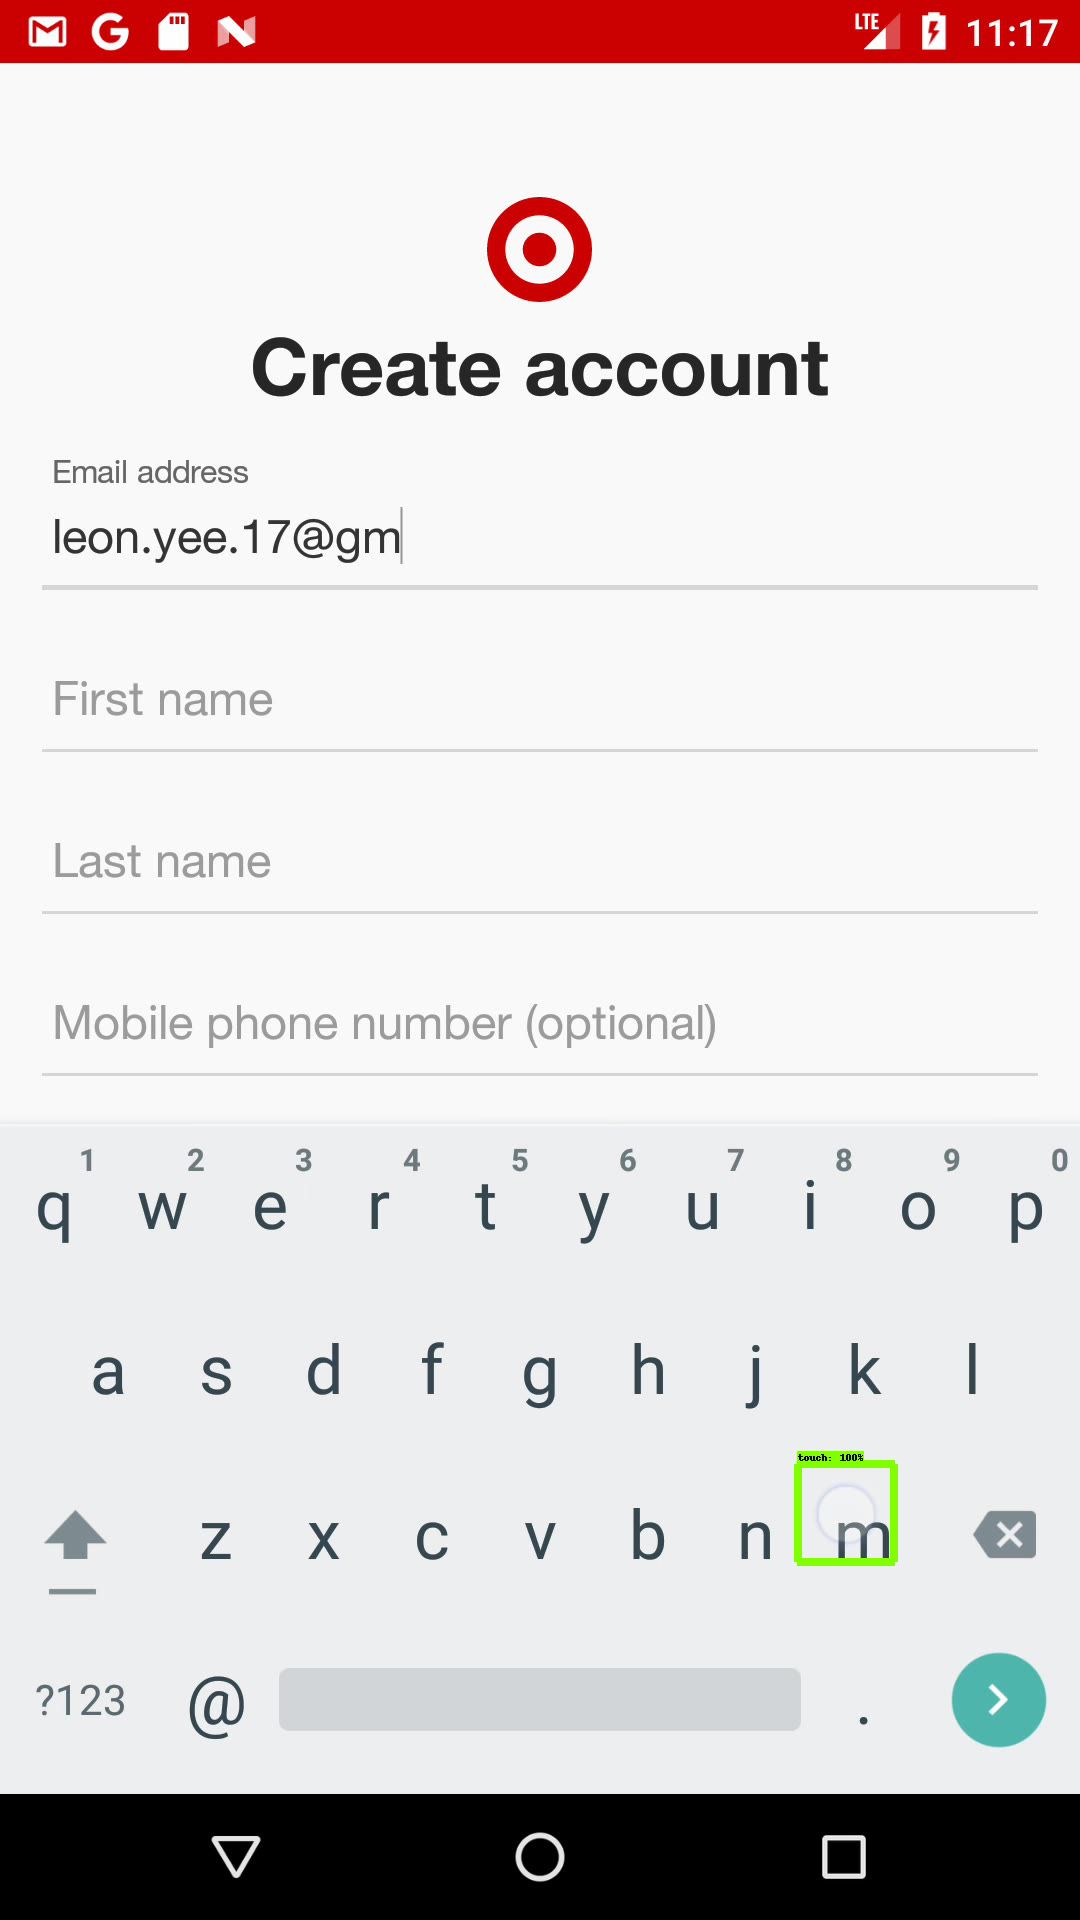 LTE 11:17
Create account
Email address
leon.yee.17@gm
First name
Last name
Mobile phone number (optional)
1 2 3 4 5 6 7 8 9 0
q w e r t y u i o p
a s d f g h j k l
touch: 100%
z x c v b n m
?123 @ .